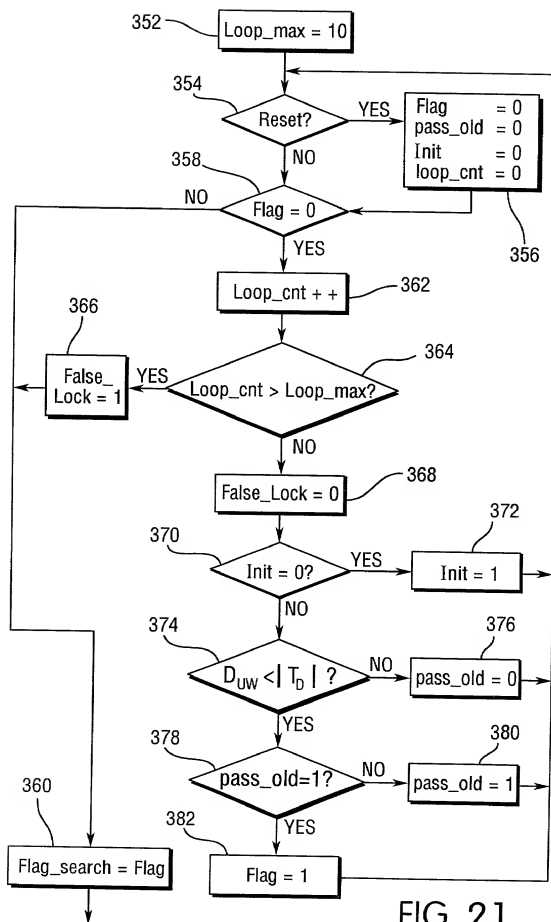 352
Loop_max = 10
354
Reset?
YES
Flag = 0
pass_old = 0
Init = 0
loop_cnt = 0
356
NO
358
NO
Flag = 0
YES
Loop_cnt + +
362
366
364
False_
Lock = 1
YES
Loop_cnt > Loop_max?
NO
False_Lock = 0
368
370
Init = 0?
YES
372
Init = 1
NO
374
D_UW < | T_D | ?
NO
376
pass_old = 0
YES
378
pass_old=1?
NO
380
pass_old = 1
YES
360
382
Flag_search = Flag
Flag = 1
FIG. 21